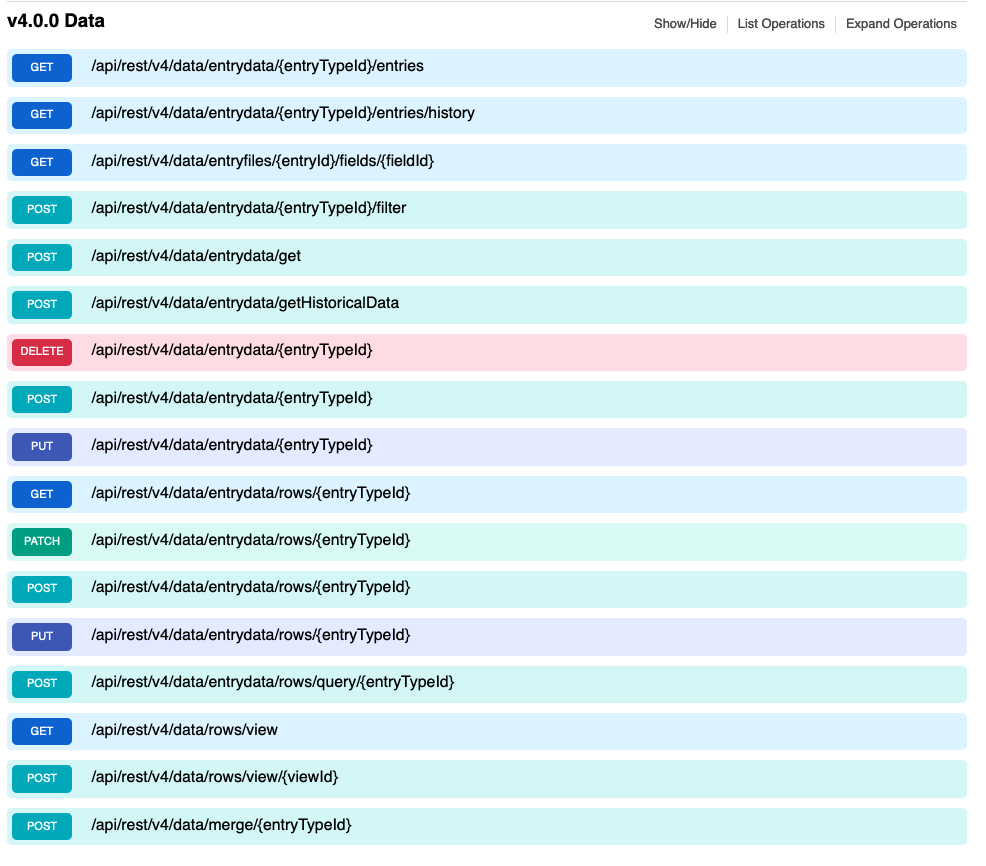 v4.0.0 Data Show/Hide List Operations Expand Operations
GET /api/rest/v4/data/entrydata/{entryTypeId}/entries
GET /api/rest/v4/data/entrydata/{entryTypeId}/entries/history
GET /api/rest/v4/data/entryfiles/{entryId}/fields/{fieldId}
POST /api/rest/v4/data/entrydata/{entryTypeId}/filter
POST /api/rest/v4/data/entrydata/get
POST /api/rest/v4/data/entrydata/getHistoricalData
DELETE /api/rest/v4/data/entrydata/{entryTypeId}
POST /api/rest/v4/data/entrydata/{entryTypeId}
PUT /api/rest/v4/data/entrydata/{entryTypeId}
GET /api/rest/v4/data/entrydata/rows/{entryTypeId}
PATCH /api/rest/v4/data/entrydata/rows/{entryTypeId}
POST /api/rest/v4/data/entrydata/rows/{entryTypeId}
PUT /api/rest/v4/data/entrydata/rows/{entryTypeId}
POST /api/rest/v4/data/entrydata/rows/query/{entryTypeId}
GET /api/rest/v4/data/rows/view
POST /api/rest/v4/data/rows/view/{viewId}
POST /api/rest/v4/data/merge/{entryTypeId}